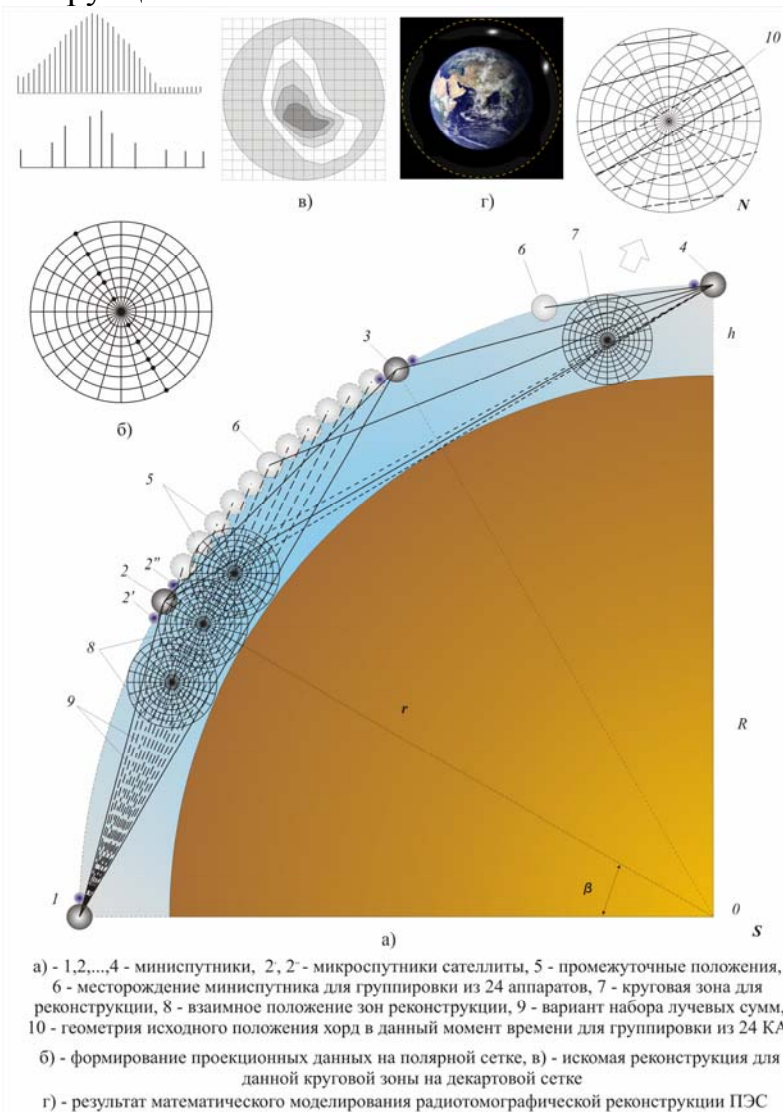 10
в)
г)
N
б)
6
7
4
3
h
6
5
2"
2
2'
8
9
r
R
β
1
0
S
а)
а) - 1,2,...,4 - миниспутники, 2', 2" - микроспутники сателлиты, 5 - промежуточные положения,
6 - месторождение миниспутника для группировки из 24 аппаратов, 7 - круговая зона для
реконструкции, 8 - взаимное положение зон реконструкции, 9 - вариант набора лучевых сумм,
10 - геометрия исходного положения хорд в данный момент времени для группировки из 24 КА
б) - формирование проекционных данных на полярной сетке, в) - искомая реконструкция для
данной круговой зоны на декартовой сетке
г) - результат математического моделирования радиотомографической реконструкции ПЭС